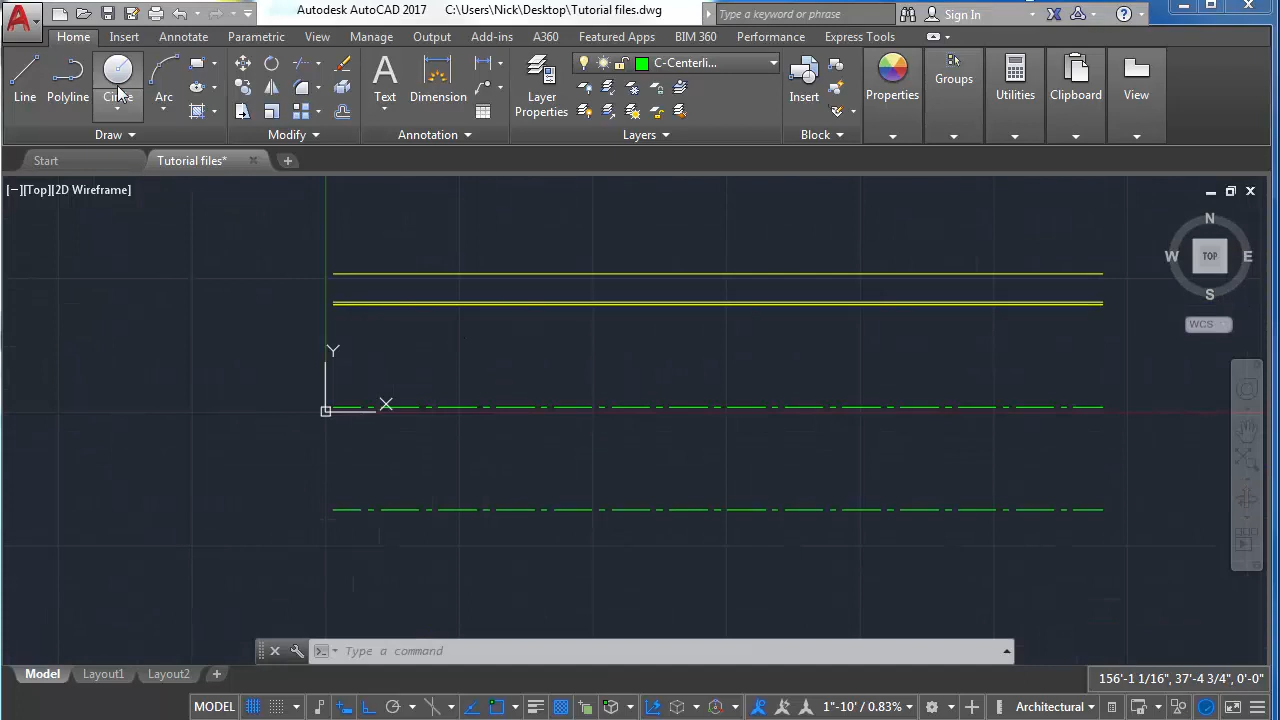 Autodesk AutoCAD 2017 C:\Users\Nick\Desktop\Tutorial files.dwg Type a keyword or phrase Sign In
Home Insert Annotate Parametric View Manage Output Add-ins A360 Featured Apps BIM 360 Performance Express Tools
Line Polyline Circle Arc Text Dimension Layer Properties C-Centerli... Insert Properties Groups Utilities Clipboard View
Draw Modify Annotation Layers Block
Start Tutorial files*
[−][Top][2D Wireframe]
N
W TOP E
S
WCS
Y
X
Type a command
Model Layout1 Layout2 156'-1 1/16", 37'-4 3/4", 0'-0"
MODEL 1"-10' / 0.83% Architectural